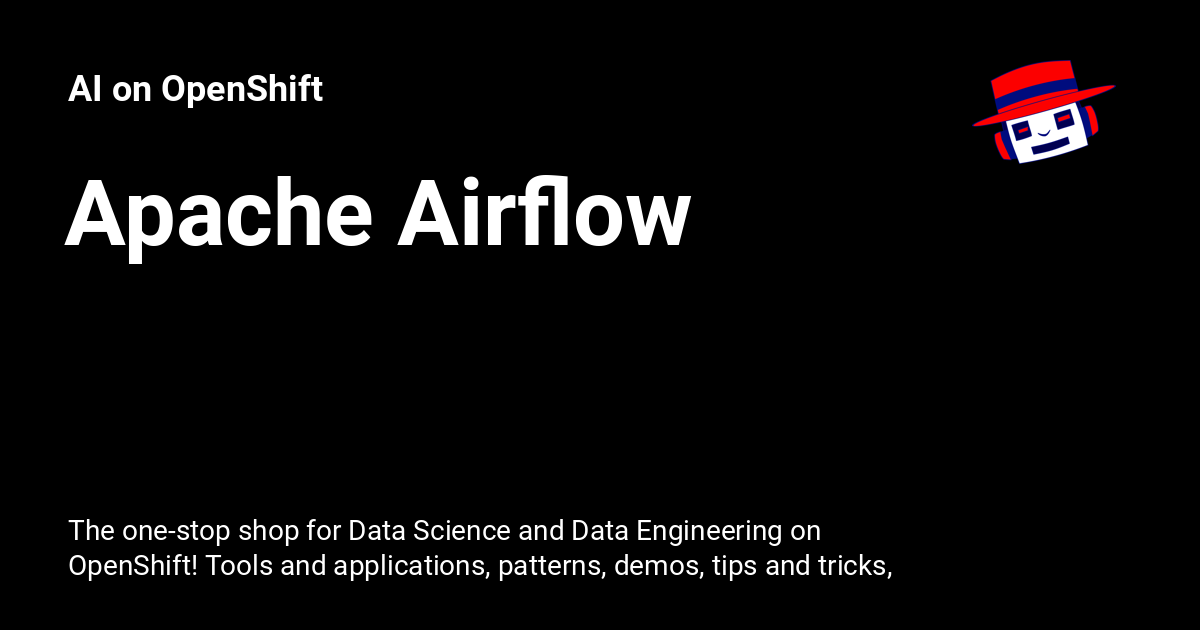 AI on OpenShift
Apache Airflow
The one-stop shop for Data Science and Data Engineering on
OpenShift! Tools and applications, patterns, demos, tips and tricks,